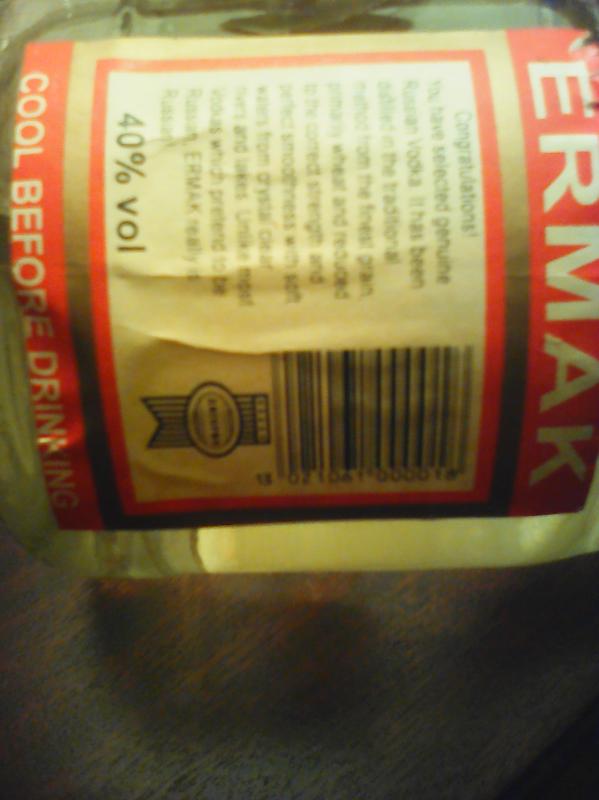 ERMAK
Congratulations!
You have selected genuine
Russian Vodka. It has been
distilled in the traditional
method from the finest grain,
primarily wheat and reduced
to the correct strength and
perfect smoothness with soft
waters from crystal clear
rivers and lakes. Unlike most
Vodkas which pretend to be
Russian, ERMAK really is
Russian.
40% vol
COOL BEFORE DRINKING